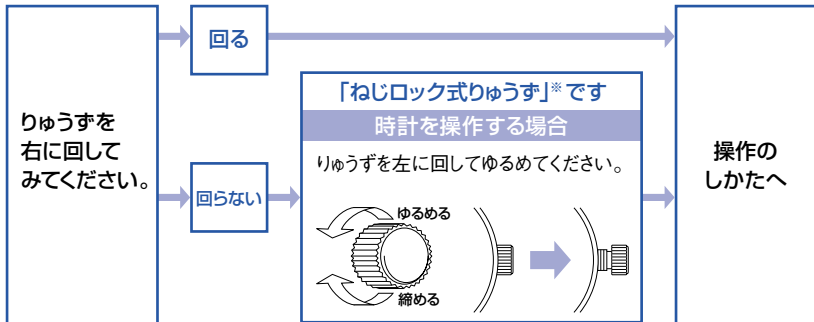 りゅうずを
右に回して
みてください。
回る
回らない
「ねじロック式りゅうず」※です
時計を操作する場合
りゅうずを左に回してゆるめてください。
ゆるめる
締める
操作の
しかたへ